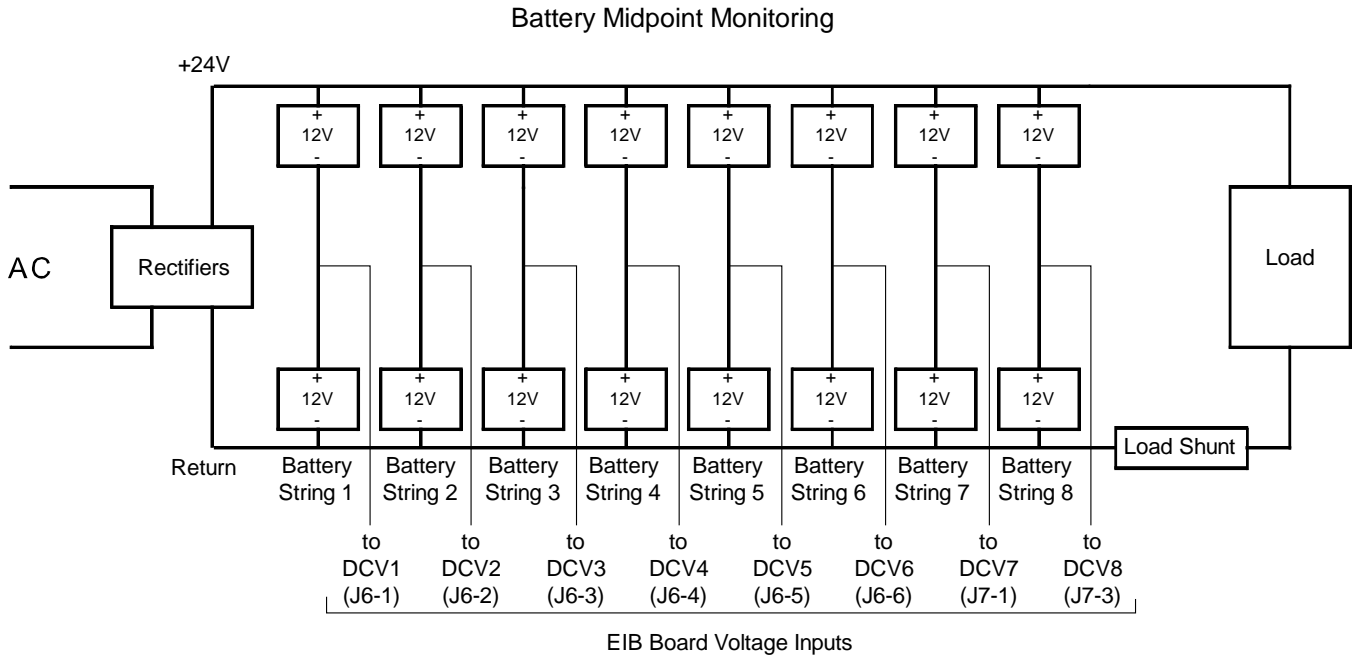 Battery Midpoint Monitoring
+24V
+ + + + + + + +
12V 12V 12V 12V 12V 12V 12V 12V
- - - - - - - -
AC
Rectifiers
Load
+ + + + + + + +
12V 12V 12V 12V 12V 12V 12V 12V
- - - - - - - -
Load Shunt
Return
Battery Battery Battery Battery Battery Battery Battery Battery
String 1 String 2 String 3 String 4 String 5 String 6 String 7 String 8
to to to to to to to to
DCV1 DCV2 DCV3 DCV4 DCV5 DCV6 DCV7 DCV8
(J6-1) (J6-2) (J6-3) (J6-4) (J6-5) (J6-6) (J7-1) (J7-3)
EIB Board Voltage Inputs